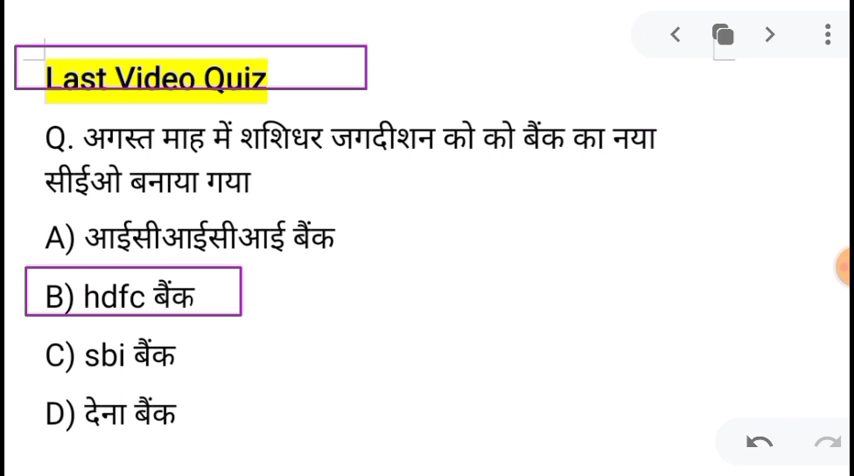 Last Video Quiz
Q. अगस्त माह में शशिधर जगदीशन को को बैंक का नया
सीईओ बनाया गया
A) आईसीआईसीआई बैंक
B) hdfc बैंक
C) sbi बैंक
D) देना बैंक